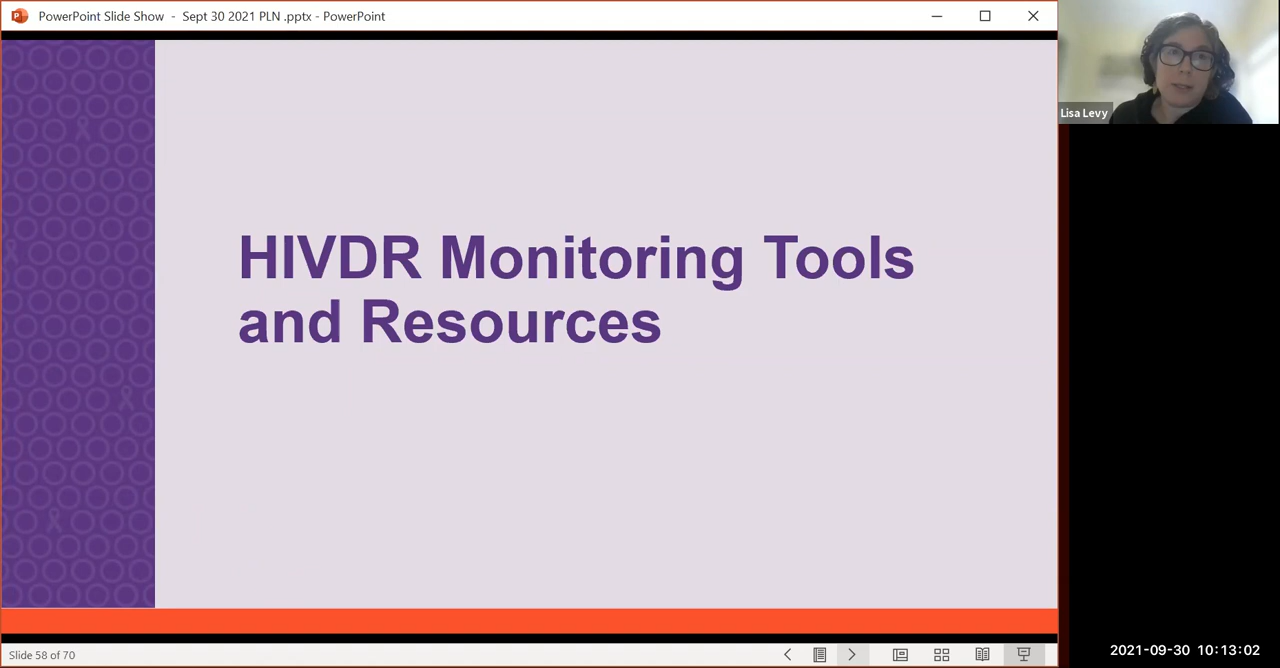 PowerPoint Slide Show - Sept 30 2021 PLN .pptx - PowerPoint
Lisa Levy
HIVDR Monitoring Tools
and Resources
Slide 58 of 70
2021-09-30 10:13:02